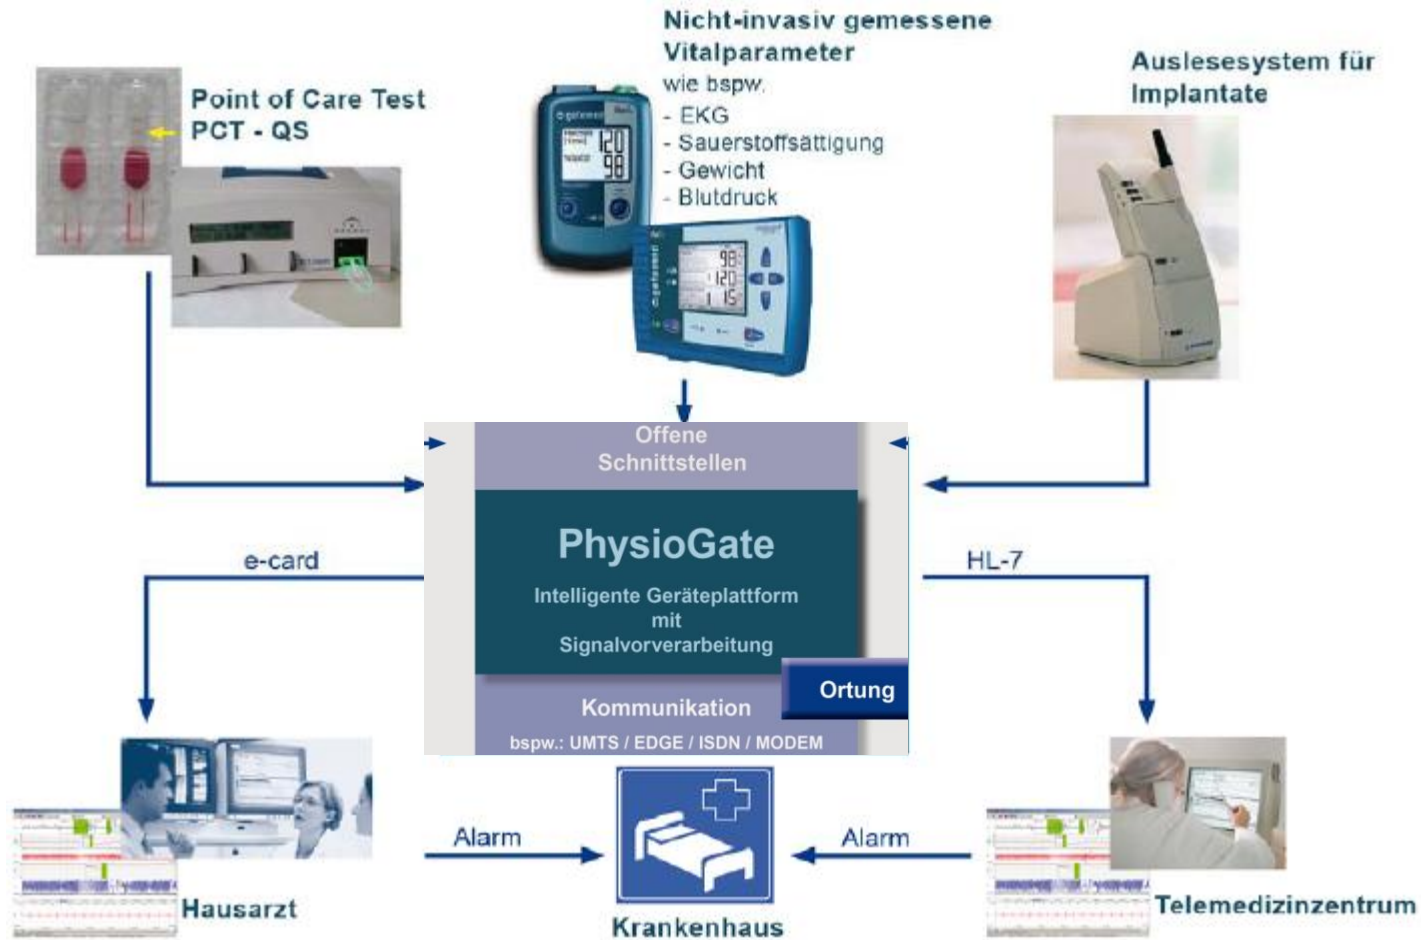 Nicht-invasiv gemessene
Vitalparameter
wie bspw.
- EKG
- Sauerstoffsättigung
- Gewicht
- Blutdruck
Point of Care Test
PCT - QS
Auslesesystem für
Implantate
120
98
98
120
115
Offene
Schnittstellen
PhysioGate
Intelligente Geräteplattform
mit
Signalvorverarbeitung
Ortung
Kommunikation
bspw.: UMTS / EDGE / ISDN / MODEM
e-card
HL-7
Alarm
Alarm
Hausarzt
Krankenhaus
Telemedizinzentrum